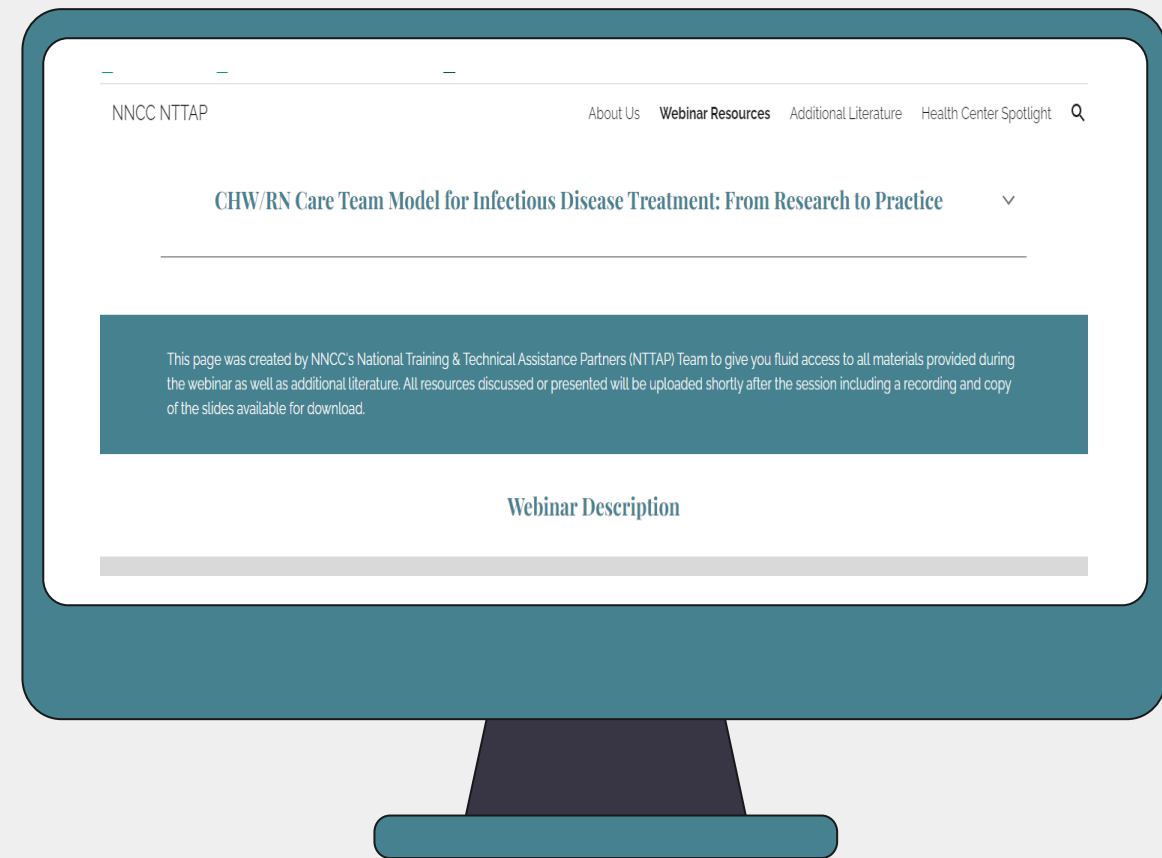 NNCC NTTAP
About Us Webinar Resources Additional Literature Health Center Spotlight
CHW/RN Care Team Model for Infectious Disease Treatment: From Research to Practice
This page was created by NNCC's National Training & Technical Assistance Partners (NTTAP) Team to give you fluid access to all materials provided during
the webinar as well as additional literature. All resources discussed or presented will be uploaded shortly after the session including a recording and copy
of the slides available for download.
Webinar Description